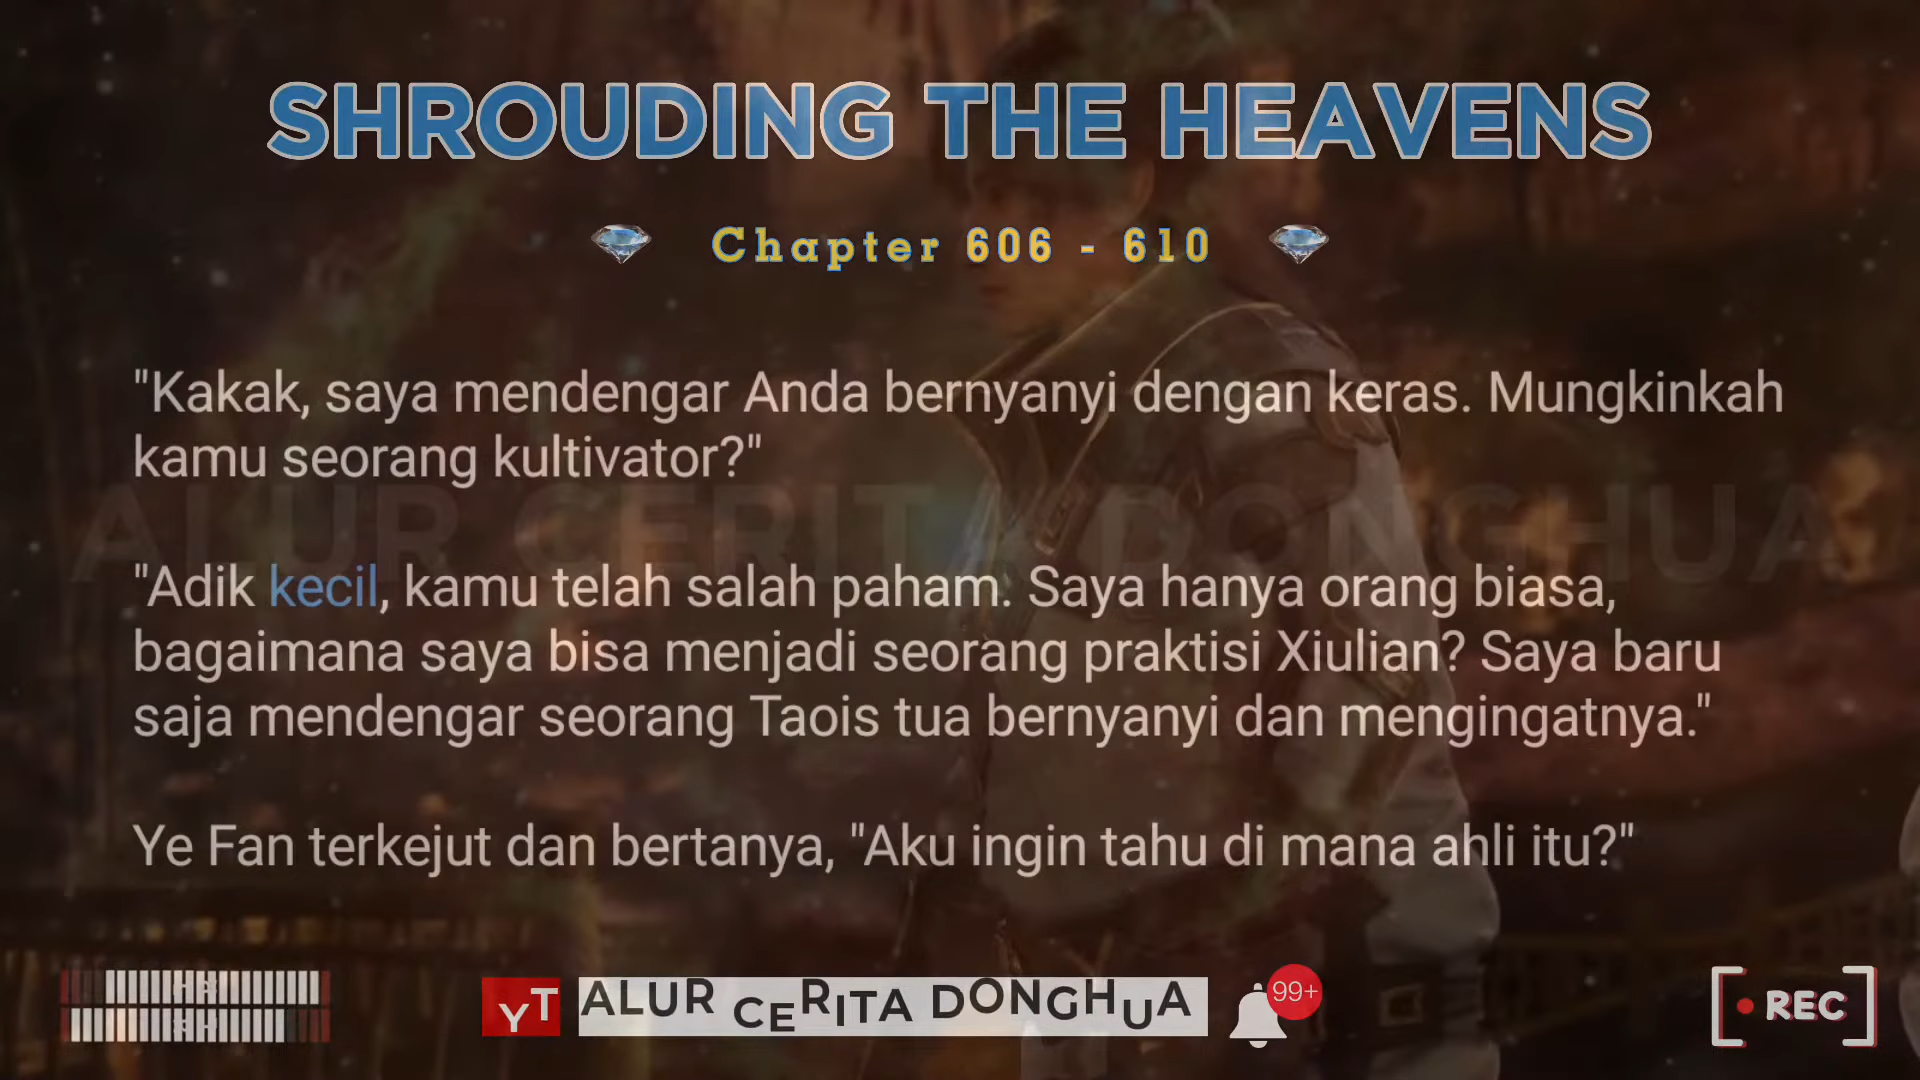 SHROUDING THE HEAVENS
Chapter 606 - 610
"Kakak, saya mendengar Anda bernyanyi dengan keras. Mungkinkah
kamu seorang kultivator?"
ALUR CERITA DONGHUA
"Adik kecil, kamu telah salah paham. Saya hanya orang biasa,
bagaimana saya bisa menjadi seorang praktisi Xiulian? Saya baru
saja mendengar seorang Taois tua bernyanyi dan mengingatnya."
Ye Fan terkejut dan bertanya, "Aku ingin tahu di mana ahli itu?"
YT ALUR CERITA DONGHUA
99+
REC